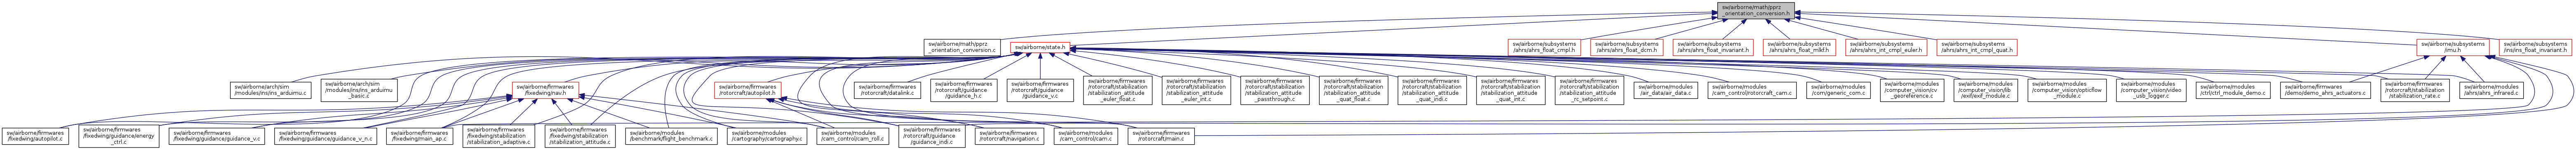 sw/airborne/math/pprz
_orientation_conversion.h
sw/airborne/math/pprz
_orientation_conversion.c
sw/airborne/state.h
sw/airborne/subsystems
/ahrs/ahrs_float_cmpl.h
sw/airborne/subsystems
/ahrs/ahrs_float_dcm.h
sw/airborne/subsystems
/ahrs/ahrs_float_invariant.h
sw/airborne/subsystems
/ahrs/ahrs_float_mlkf.h
sw/airborne/subsystems
/ahrs/ahrs_int_cmpl_euler.h
sw/airborne/subsystems
/ahrs/ahrs_int_cmpl_quat.h
sw/airborne/subsystems
/imu.h
sw/airborne/subsystems
/ins/ins_float_invariant.h
sw/airborne/arch/sim
/modules/ins/ins_arduimu.c
sw/airborne/arch/sim
/modules/ins/ins_arduimu
_basic.c
sw/airborne/firmwares
/fixedwing/nav.h
sw/airborne/firmwares
/rotorcraft/autopilot.h
sw/airborne/firmwares
/rotorcraft/datalink.c
sw/airborne/firmwares
/rotorcraft/guidance
/guidance_h.c
sw/airborne/firmwares
/rotorcraft/guidance
/guidance_v.c
sw/airborne/firmwares
/rotorcraft/stabilization
/stabilization_attitude
_euler_float.c
sw/airborne/firmwares
/rotorcraft/stabilization
/stabilization_attitude
_euler_int.c
sw/airborne/firmwares
/rotorcraft/stabilization
/stabilization_attitude
_passthrough.c
sw/airborne/firmwares
/rotorcraft/stabilization
/stabilization_attitude
_quat_float.c
sw/airborne/firmwares
/rotorcraft/stabilization
/stabilization_attitude
_quat_indi.c
sw/airborne/firmwares
/rotorcraft/stabilization
/stabilization_attitude
_quat_int.c
sw/airborne/firmwares
/rotorcraft/stabilization
/stabilization_attitude
_rc_setpoint.c
sw/airborne/modules
/air_data/air_data.c
sw/airborne/modules
/cam_control/rotorcraft_cam.c
sw/airborne/modules
/com/generic_com.c
sw/airborne/modules
/computer_vision/cv
_georeference.c
sw/airborne/modules
/computer_vision/lib
/exif/exif_module.c
sw/airborne/modules
/computer_vision/opticflow
_module.c
sw/airborne/modules
/computer_vision/video
_usb_logger.c
sw/airborne/modules
/ctrl/ctrl_module_demo.c
sw/airborne/firmwares
/demo/demo_ahrs_actuators.c
sw/airborne/firmwares
/rotorcraft/stabilization
/stabilization_rate.c
sw/airborne/modules
/ahrs/ahrs_infrared.c
sw/airborne/firmwares
/fixedwing/autopilot.c
sw/airborne/firmwares
/fixedwing/guidance/energy
_ctrl.c
sw/airborne/firmwares
/fixedwing/guidance/guidance_v.c
sw/airborne/firmwares
/fixedwing/guidance/guidance_v_n.c
sw/airborne/firmwares
/fixedwing/main_ap.c
sw/airborne/firmwares
/fixedwing/stabilization
/stabilization_adaptive.c
sw/airborne/firmwares
/fixedwing/stabilization
/stabilization_attitude.c
sw/airborne/modules
/benchmark/flight_benchmark.c
sw/airborne/modules
/cartography/cartography.c
sw/airborne/modules
/cam_control/cam_roll.c
sw/airborne/firmwares
/rotorcraft/guidance
/guidance_indi.c
sw/airborne/firmwares
/rotorcraft/navigation.c
sw/airborne/modules
/cam_control/cam.c
sw/airborne/firmwares
/rotorcraft/main.c